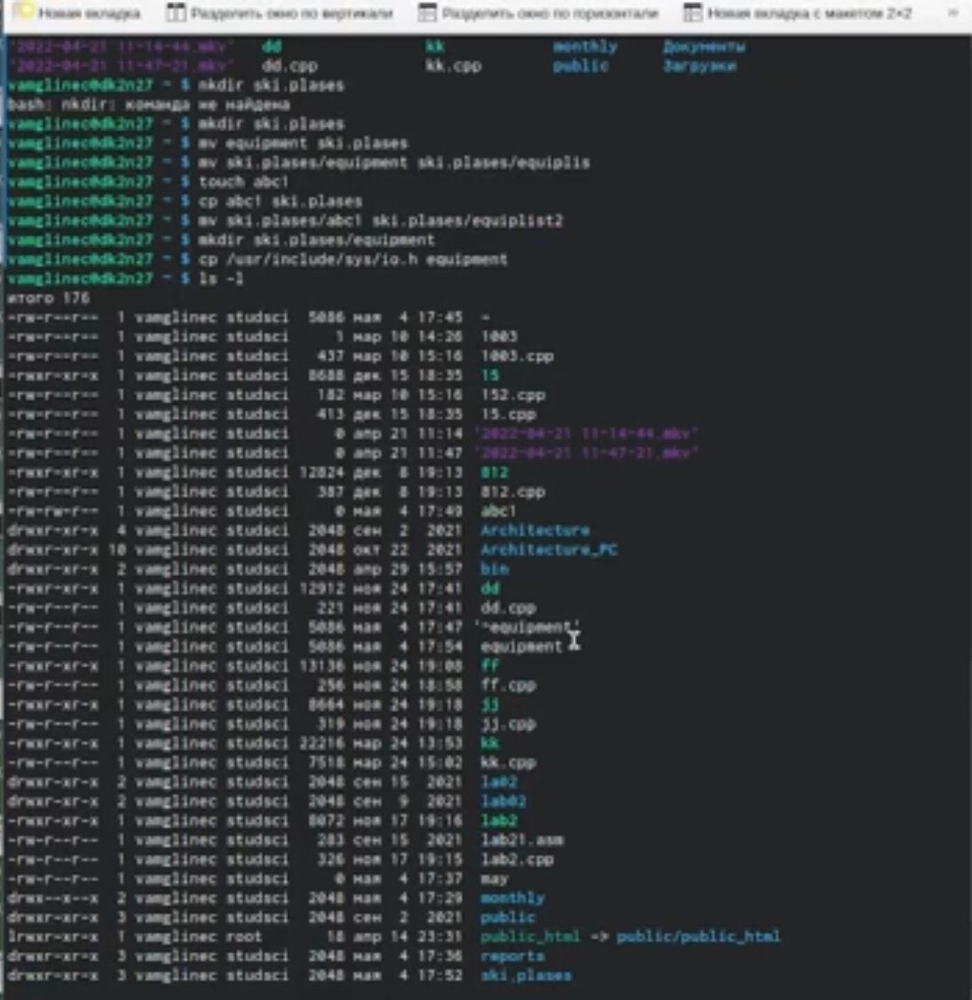 Новая вкладка Разделить окно по вертикали Разделить окно по горизонтали Новая вкладка с макетом 2×2 »
'2022-04-21 11-14-44.mkv' dd kk monthly Документы
'2022-04-21 11-47-21.mkv' dd.cpp kk.cpp public Загрузки
vamglinec@dk2n27 ~ $ nkdir ski.plases
bash: nkdir: команда не найдена
vamglinec@dk2n27 ~ $ mkdir ski.plases
vamglinec@dk2n27 ~ $ mv equipment ski.plases
vamglinec@dk2n27 ~ $ mv ski.plases/equipment ski.plases/equiplis
vamglinec@dk2n27 ~ $ touch abc1
vamglinec@dk2n27 ~ $ cp abc1 ski.plases
vamglinec@dk2n27 ~ $ mv ski.plases/abc1 ski.plases/equiplist2
vamglinec@dk2n27 ~ $ mkdir ski.plases/equipment
vamglinec@dk2n27 ~ $ cp /usr/include/sys/io.h equipment
vamglinec@dk2n27 ~ $ ls -l
итого 176
-rw-r--r-- 1 vamglinec studsci 5086 мая 4 17:45 ~
-rw-r--r-- 1 vamglinec studsci 1 мар 10 14:26 1003
-rw-r--r-- 1 vamglinec studsci 437 мар 10 15:16 1003.cpp
-rwxr-xr-x 1 vamglinec studsci 8688 дек 15 18:35 15
-rw-r--r-- 1 vamglinec studsci 182 мар 10 15:16 152.cpp
-rw-r--r-- 1 vamglinec studsci 413 дек 15 18:35 15.cpp
-rw-r--r-- 1 vamglinec studsci 0 апр 21 11:14 '2022-04-21 11-14-44.mkv'
-rw-r--r-- 1 vamglinec studsci 0 апр 21 11:47 '2022-04-21 11-47-21.mkv'
-rwxr-xr-x 1 vamglinec studsci 12824 дек 8 19:13 812
-rw-r--r-- 1 vamglinec studsci 387 дек 8 19:13 812.cpp
-rw-rw-r-- 1 vamglinec studsci 0 мая 4 17:49 abc1
drwxr-xr-x 4 vamglinec studsci 2048 сен 2 2021 Architecture
drwxr-xr-x 10 vamglinec studsci 2048 окт 22 2021 Architecture_PC
drwxr-xr-x 2 vamglinec studsci 2048 апр 29 15:57 bin
-rwxr-xr-x 1 vamglinec studsci 12912 ноя 24 17:41 dd
-rw-r--r-- 1 vamglinec studsci 221 ноя 24 17:41 dd.cpp
-rw-r--r-- 1 vamglinec studsci 5086 мая 4 17:47 '~equipment'
-rw-r--r-- 1 vamglinec studsci 5086 мая 4 17:54 equipment
-rwxr-xr-x 1 vamglinec studsci 13136 ноя 24 19:08 ff
-rw-r--r-- 1 vamglinec studsci 256 ноя 24 18:58 ff.cpp
-rwxr-xr-x 1 vamglinec studsci 8664 ноя 24 19:18 jj
-rw-r--r-- 1 vamglinec studsci 319 ноя 24 19:18 jj.cpp
-rwxr-xr-x 1 vamglinec studsci 22216 мар 24 13:53 kk
-rw-r--r-- 1 vamglinec studsci 7518 мар 24 15:02 kk.cpp
drwxr-xr-x 2 vamglinec studsci 2048 сен 15 2021 la02
drwxr-xr-x 2 vamglinec studsci 2048 сен 9 2021 lab02
-rwxr-xr-x 1 vamglinec studsci 8072 ноя 17 19:16 lab2
-rw-r--r-- 1 vamglinec studsci 283 сен 15 2021 lab21.asm
-rw-r--r-- 1 vamglinec studsci 326 ноя 17 19:15 lab2.cpp
-rw-r--r-- 1 vamglinec studsci 0 мая 4 17:37 may
drwx--x--x 2 vamglinec studsci 2048 мая 4 17:29 monthly
drwxr-xr-x 3 vamglinec studsci 2048 сен 2 2021 public
lrwxr-xr-x 1 vamglinec root 18 апр 14 23:31 public_html -> public/public_html
drwxr-xr-x 3 vamglinec studsci 2048 мая 4 17:36 reports
drwxr-xr-x 3 vamglinec studsci 2048 мая 4 17:52 ski.plases